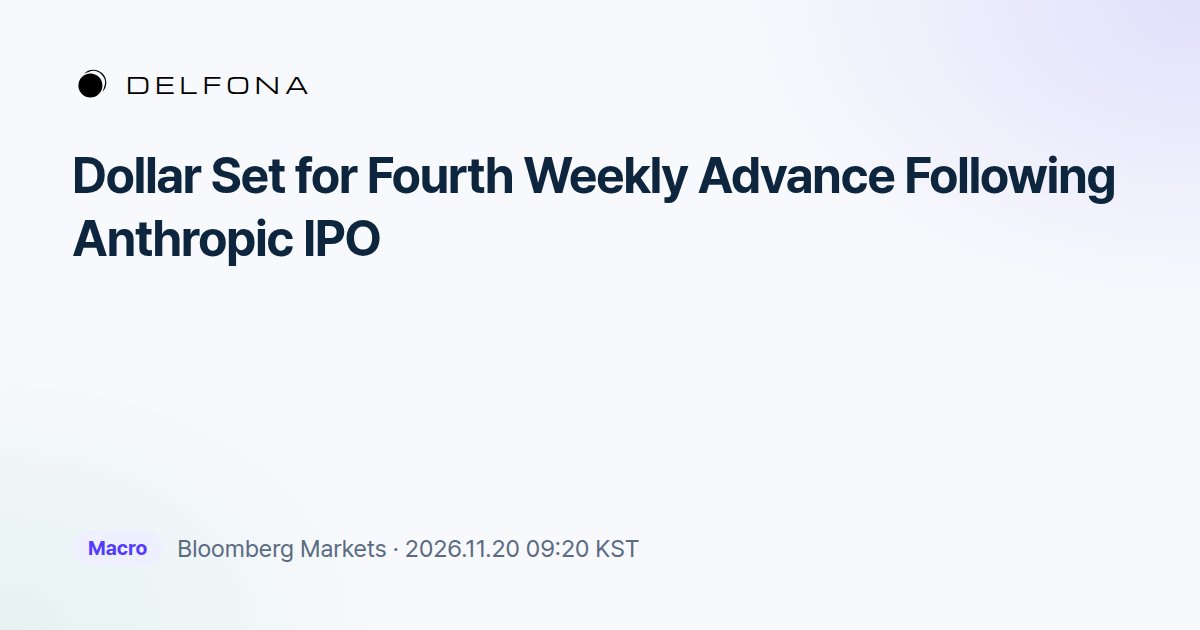 DELFONA
Dollar Set for Fourth Weekly Advance Following
Anthropic IPO
Macro Bloomberg Markets · 2026.11.20 09:20 KST